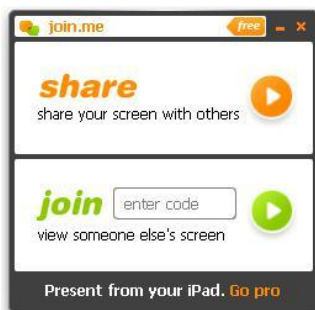 join.me
free
share
share your screen with others
join
enter code
view someone else's screen
Present from your iPad. Go pro